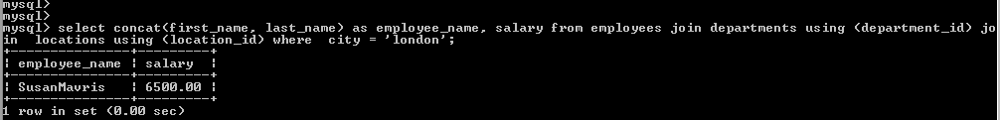 mysql>
mysql>
mysql> select concat(first_name, last_name) as employee_name, salary from employees join departments using (department_id) jo
in  locations using (location_id) where  city = 'london';
+---------------+---------+
| employee_name | salary  |
+---------------+---------+
| SusanMavris   | 6500.00 |
+---------------+---------+
1 row in set (0.00 sec)